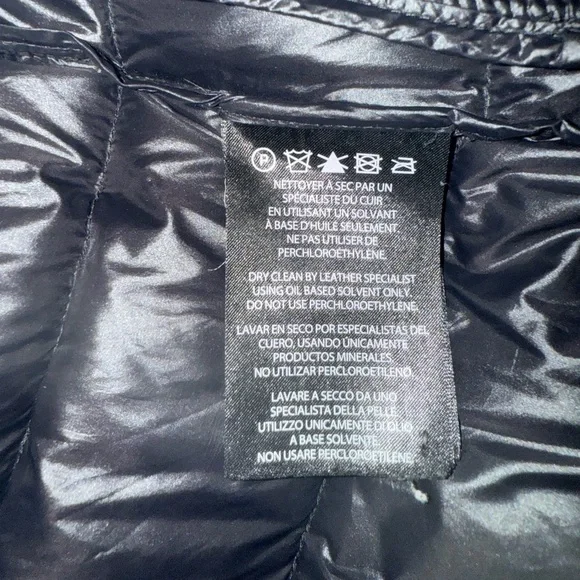 P
NETTOYER À SEC PAR UN
SPÉCIALISTE DU CUIR
EN UTILISANT UN SOLVANT
À BASE D'HUILE SEULEMENT.
NE PAS UTILISER DE
PERCHLOROETHYLÈNE.
DRY CLEAN BY LEATHER SPECIALIST
USING OIL BASED SOLVENT ONLY.
DO NOT USE PERCHLOROETHYLENE.
LAVAR EN SECO POR ESPECIALISTAS DEL
CUERO, USANDO ÚNICAMENTE
PRODUCTOS MINERALES.
NO UTILIZAR PERCLOROETILENO.
LAVARE A SECCO DA UNO
SPECIALISTA DELLA PELLE.
UTILIZZO UNICAMENTE DI OLIO
A BASE SOLVENTE
NON USARE PERCLOROETILENE.